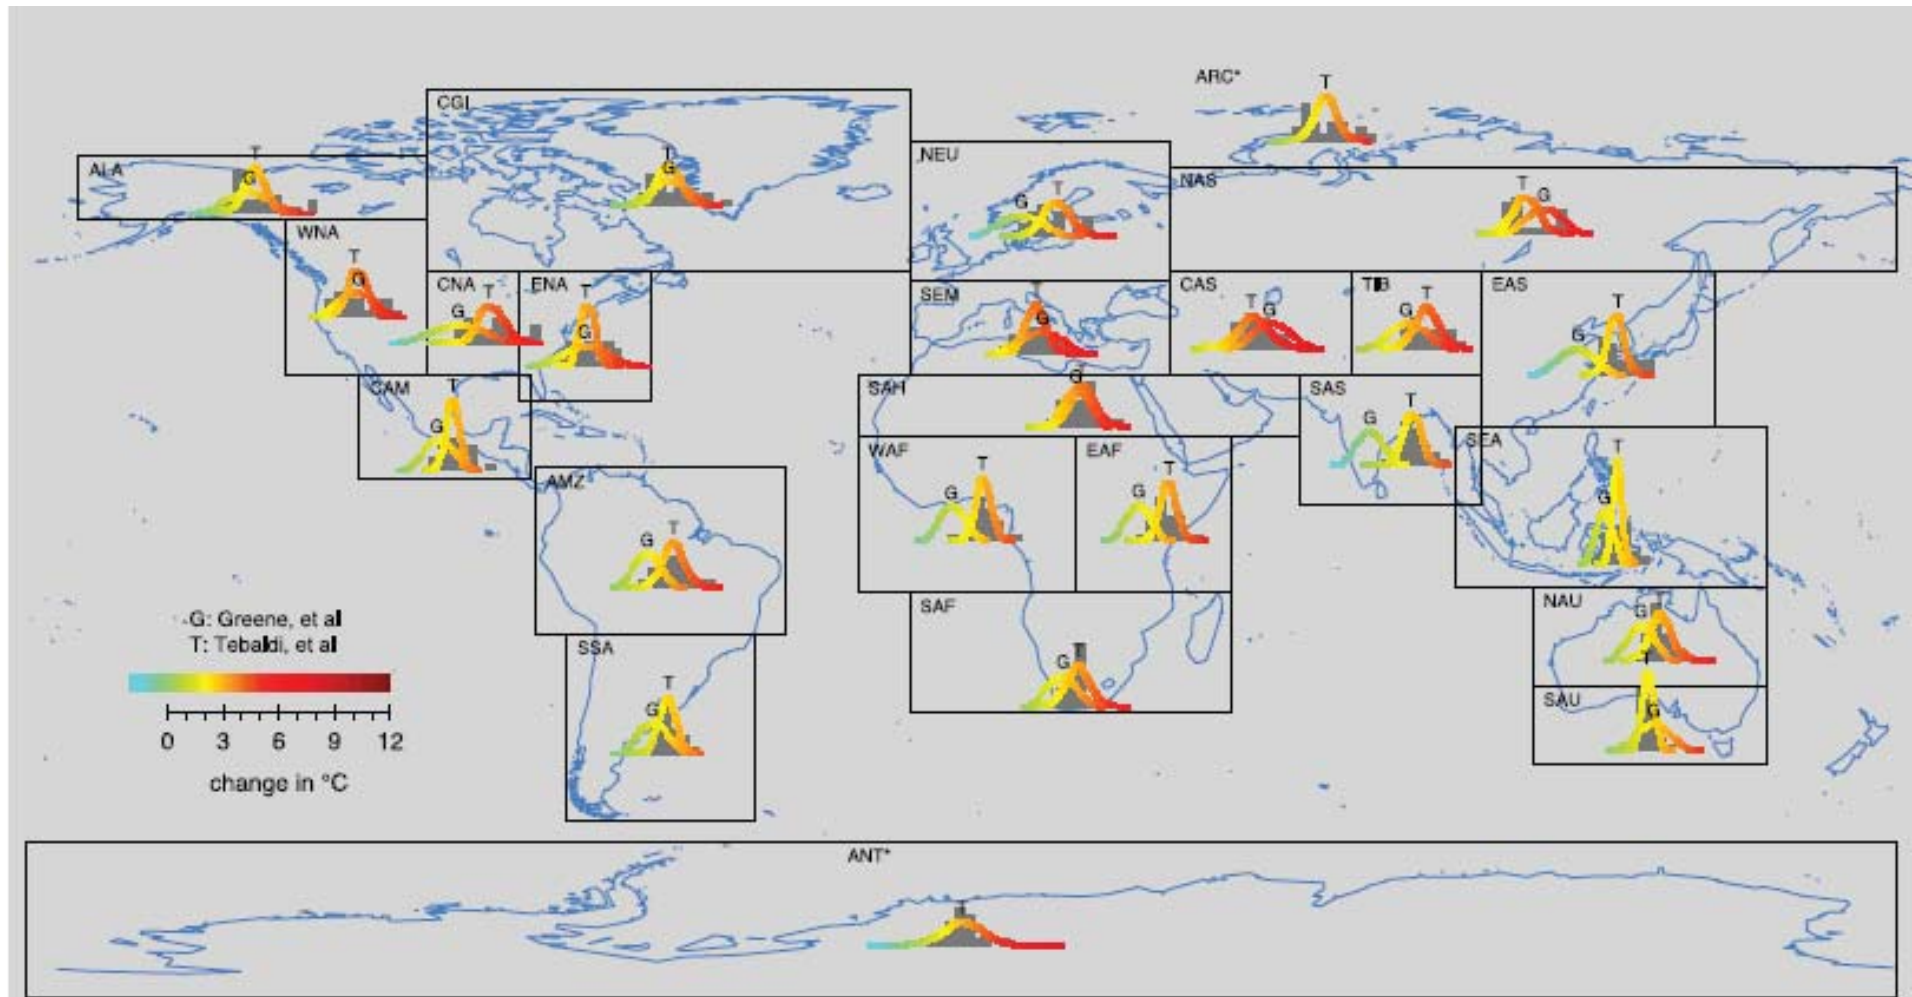 ARC*
T
CGI
NEU
T
T
G
ALA
G
NAS
T
G
T
G
WNA
T
G
CNA
T
G
ENA
T
G
SEM
T
G
CAS
T
G
TIB
T
G
EAS
T
G
CAM
T
G
SAH
G
SAS
T
G
WAF
T
G
EAF
T
G
SEA
T
G
AMZ
T
G
SAF
T
G
NAU
T
G
G: Greene, et al
T: Tebaldi, et al
SSA
T
G
SAU
T
G
0 3 6 9 12
change in °C
ANT*
T